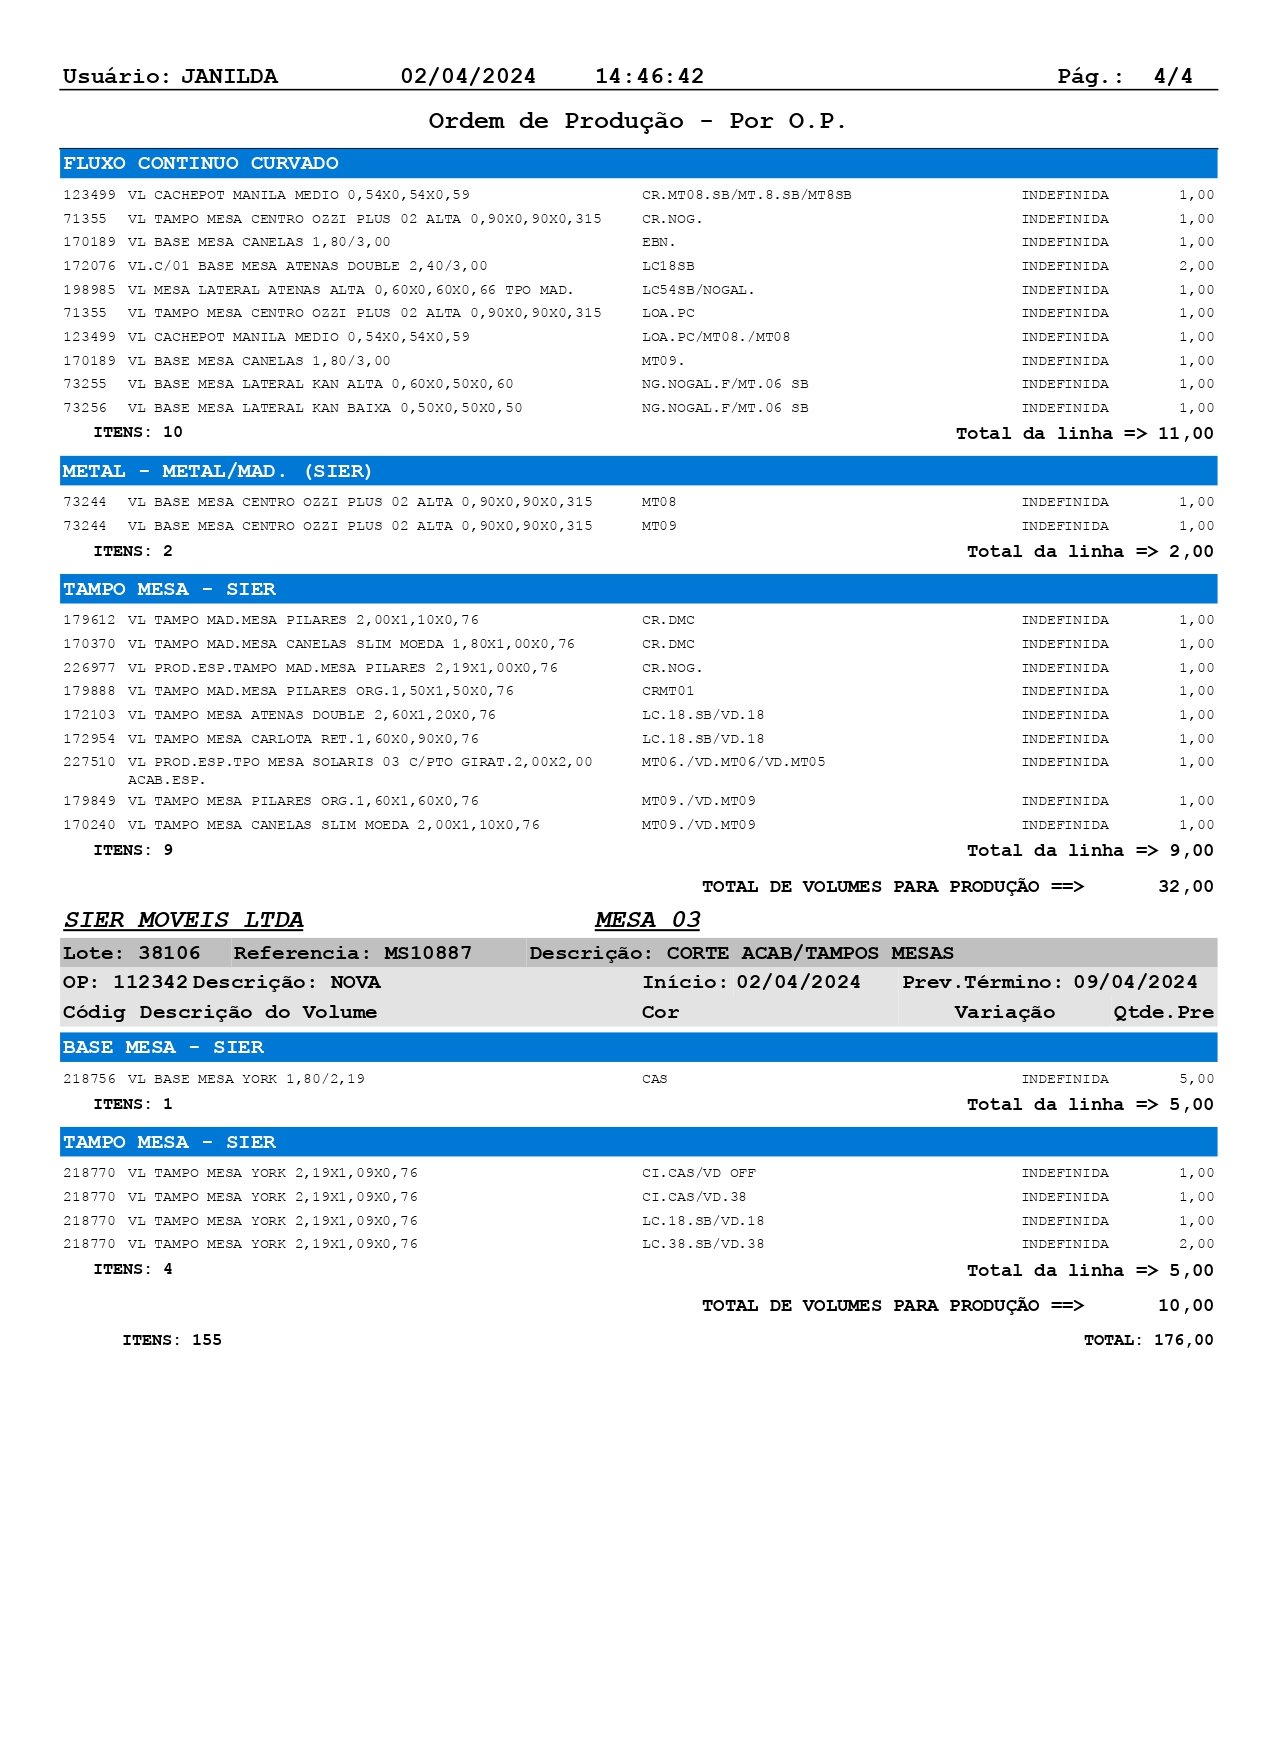 Usuário: JANILDA 02/04/2024 14:46:42 Pág.: 4/4
Ordem de Produção - Por O.P.
FLUXO CONTINUO CURVADO
123499 VL CACHEPOT MANILA MEDIO 0,54X0,54X0,59 CR.MT08.SB/MT.8.SB/MT8SB INDEFINIDA 1,00
71355 VL TAMPO MESA CENTRO OZZI PLUS 02 ALTA 0,90X0,90X0,315 CR.NOG. INDEFINIDA 1,00
170189 VL BASE MESA CANELAS 1,80/3,00 EBN. INDEFINIDA 1,00
172076 VL.C/01 BASE MESA ATENAS DOUBLE 2,40/3,00 LC18SB INDEFINIDA 2,00
198985 VL MESA LATERAL ATENAS ALTA 0,60X0,60X0,66 TPO MAD. LC54SB/NOGAL. INDEFINIDA 1,00
71355 VL TAMPO MESA CENTRO OZZI PLUS 02 ALTA 0,90X0,90X0,315 LOA.PC INDEFINIDA 1,00
123499 VL CACHEPOT MANILA MEDIO 0,54X0,54X0,59 LOA.PC/MT08./MT08 INDEFINIDA 1,00
170189 VL BASE MESA CANELAS 1,80/3,00 MT09. INDEFINIDA 1,00
73255 VL BASE MESA LATERAL KAN ALTA 0,60X0,50X0,60 NG.NOGAL.F/MT.06 SB INDEFINIDA 1,00
73256 VL BASE MESA LATERAL KAN BAIXA 0,50X0,50X0,50 NG.NOGAL.F/MT.06 SB INDEFINIDA 1,00
ITENS: 10 Total da linha => 11,00
METAL - METAL/MAD. (SIER)
73244 VL BASE MESA CENTRO OZZI PLUS 02 ALTA 0,90X0,90X0,315 MT08 INDEFINIDA 1,00
73244 VL BASE MESA CENTRO OZZI PLUS 02 ALTA 0,90X0,90X0,315 MT09 INDEFINIDA 1,00
ITENS: 2 Total da linha => 2,00
TAMPO MESA - SIER
179612 VL TAMPO MAD.MESA PILARES 2,00X1,10X0,76 CR.DMC INDEFINIDA 1,00
170370 VL TAMPO MAD.MESA CANELAS SLIM MOEDA 1,80X1,00X0,76 CR.DMC INDEFINIDA 1,00
226977 VL PROD.ESP.TAMPO MAD.MESA PILARES 2,19X1,00X0,76 CR.NOG. INDEFINIDA 1,00
179888 VL TAMPO MAD.MESA PILARES ORG.1,50X1,50X0,76 CRMT01 INDEFINIDA 1,00
172103 VL TAMPO MESA ATENAS DOUBLE 2,60X1,20X0,76 LC.18.SB/VD.18 INDEFINIDA 1,00
172954 VL TAMPO MESA CARLOTA RET.1,60X0,90X0,76 LC.18.SB/VD.18 INDEFINIDA 1,00
227510 VL PROD.ESP.TPO MESA SOLARIS 03 C/PTO GIRAT.2,00X2,00 MT06./VD.MT06/VD.MT05 INDEFINIDA 1,00
ACAB.ESP.
179849 VL TAMPO MESA PILARES ORG.1,60X1,60X0,76 MT09./VD.MT09 INDEFINIDA 1,00
170240 VL TAMPO MESA CANELAS SLIM MOEDA 2,00X1,10X0,76 MT09./VD.MT09 INDEFINIDA 1,00
ITENS: 9 Total da linha => 9,00
TOTAL DE VOLUMES PARA PRODUÇÃO ==> 32,00
SIER MOVEIS LTDA MESA 03
Lote: 38106 Referencia: MS10887 Descrição: CORTE ACAB/TAMPOS MESAS
OP: 112342 Descrição: NOVA Início: 02/04/2024 Prev.Término: 09/04/2024
Códig Descrição do Volume Cor Variação Qtde.Pre
BASE MESA - SIER
218756 VL BASE MESA YORK 1,80/2,19 CAS INDEFINIDA 5,00
ITENS: 1 Total da linha => 5,00
TAMPO MESA - SIER
218770 VL TAMPO MESA YORK 2,19X1,09X0,76 CI.CAS/VD OFF INDEFINIDA 1,00
218770 VL TAMPO MESA YORK 2,19X1,09X0,76 CI.CAS/VD.38 INDEFINIDA 1,00
218770 VL TAMPO MESA YORK 2,19X1,09X0,76 LC.18.SB/VD.18 INDEFINIDA 1,00
218770 VL TAMPO MESA YORK 2,19X1,09X0,76 LC.38.SB/VD.38 INDEFINIDA 2,00
ITENS: 4 Total da linha => 5,00
TOTAL DE VOLUMES PARA PRODUÇÃO ==> 10,00
ITENS: 155 TOTAL: 176,00